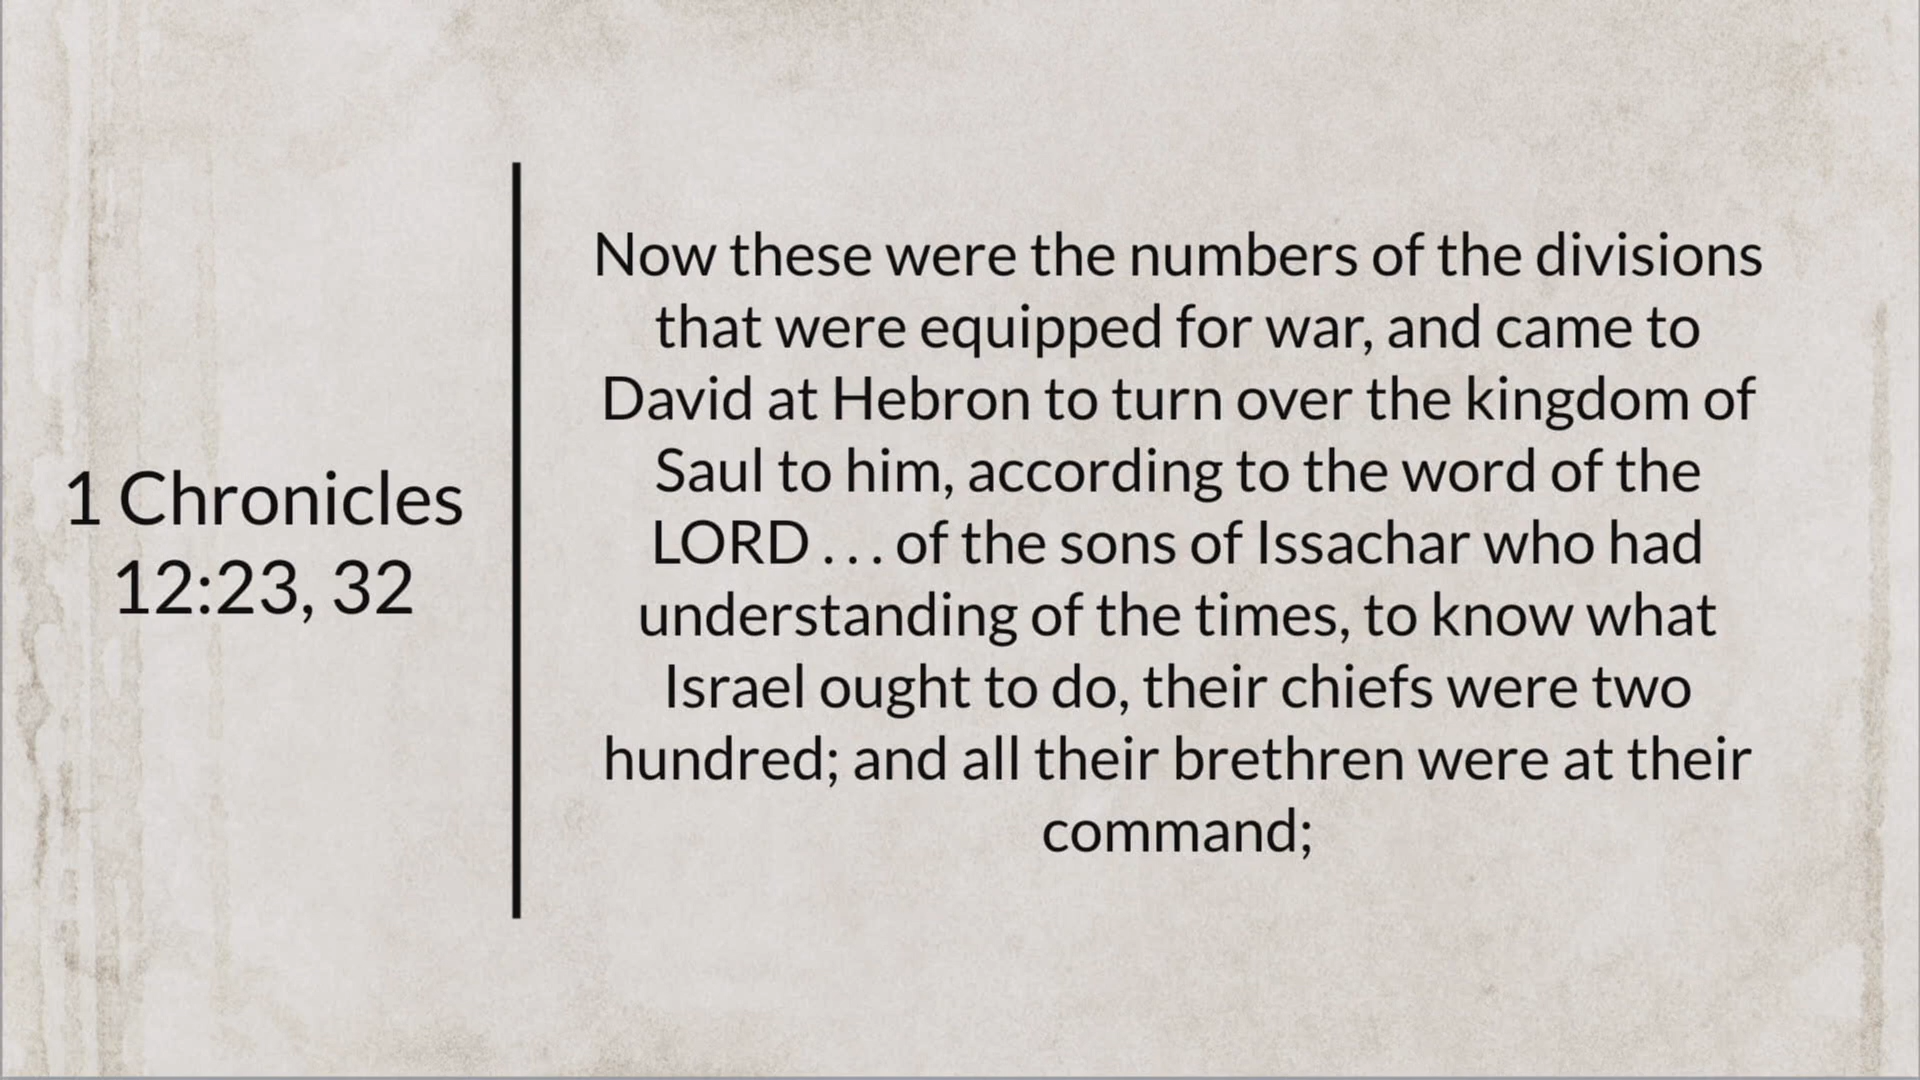 1 Chronicles
12:23, 32
Now these were the numbers of the divisions
that were equipped for war, and came to
David at Hebron to turn over the kingdom of
Saul to him, according to the word of the
LORD . . . of the sons of Issachar who had
understanding of the times, to know what
Israel ought to do, their chiefs were two
hundred; and all their brethren were at their
command;